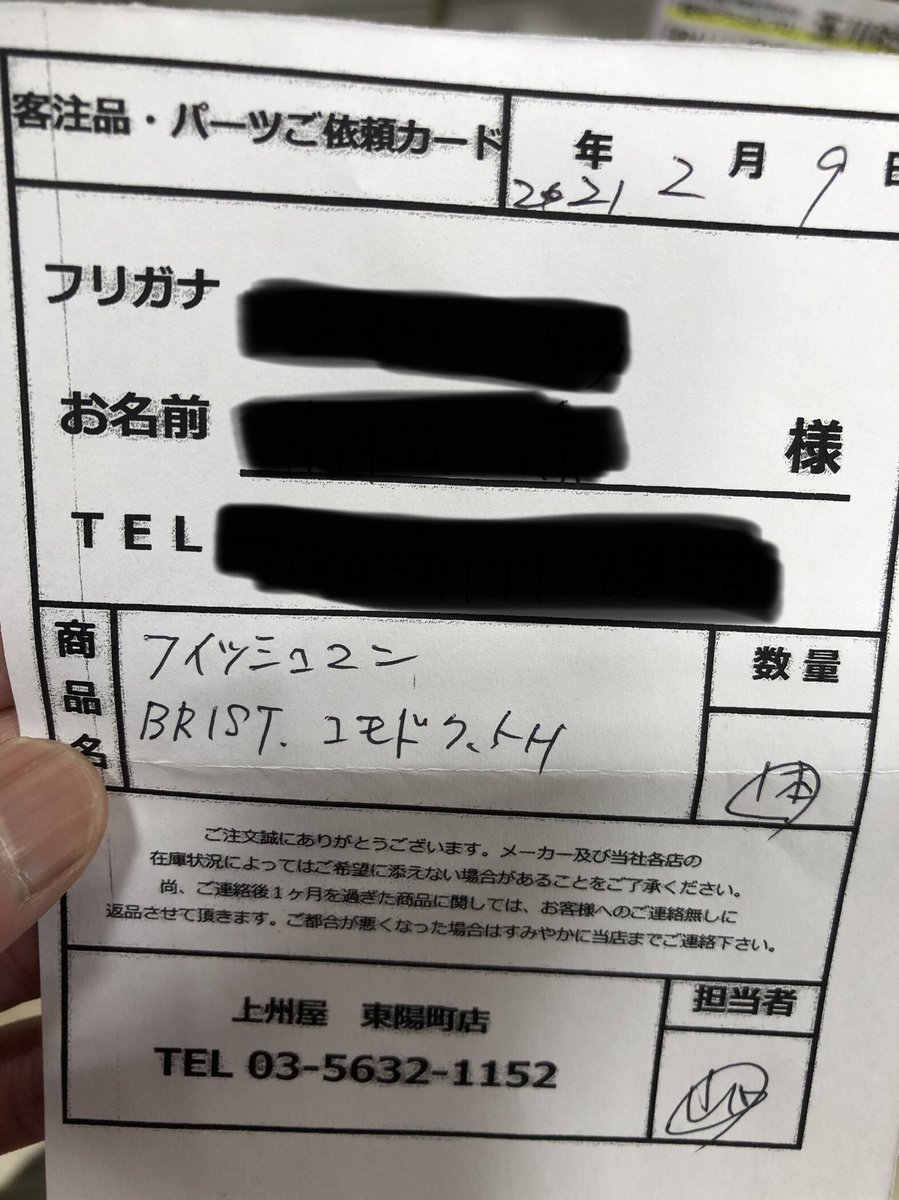 客注品・パーツご依頼カード
年 月 日
2021 2 9
フリガナ
お名前 様
TEL
商品名
フィッシュマン
BRIST. コモド
数量
1本
ご注文誠にありがとうございます。メーカー及び当社各店の
在庫状況によってはご希望に添えない場合があることをご了承ください。
尚、ご連絡後1ヶ月を過ぎた商品に関しては、お客様へのご連絡無しに
返品させて頂きます。ご都合が悪くなった場合はすみやかに当店までご連絡下さい。
上州屋 東陽町店
TEL 03-5632-1152
担当者